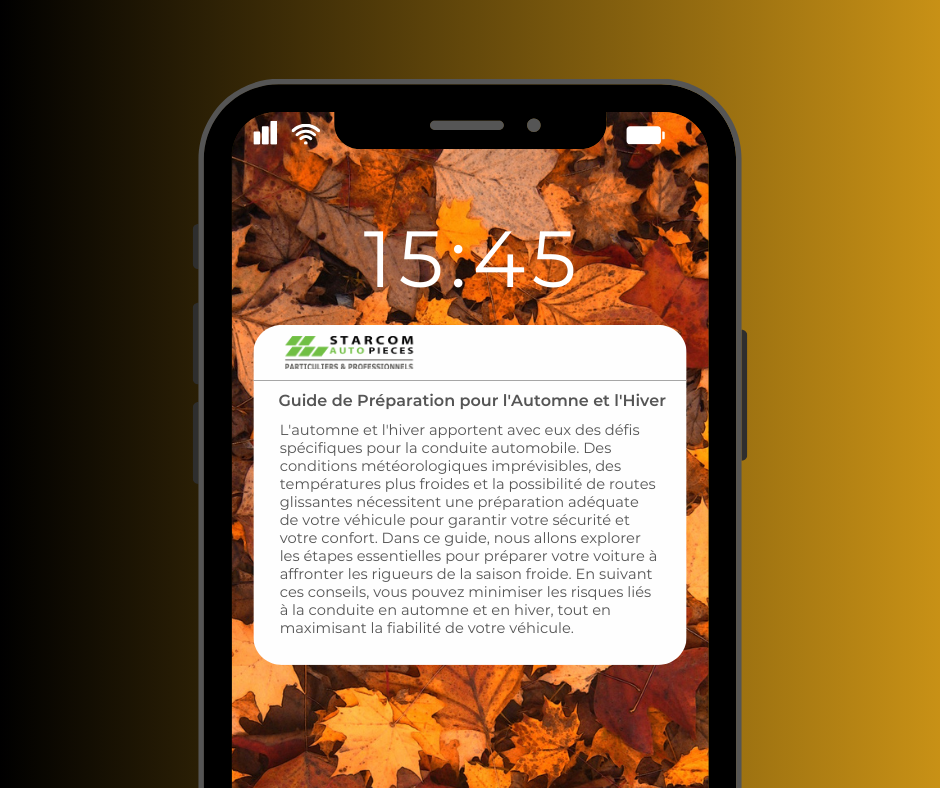 15:45
STARCOM
AUTO PIECES
PARTICULIERS & PROFESSIONNELS
Guide de Préparation pour l'Automne et l'Hiver
L'automne et l'hiver apportent avec eux des défis
spécifiques pour la conduite automobile. Des
conditions météorologiques imprévisibles, des
températures plus froides et la possibilité de routes
glissantes nécessitent une préparation adéquate
de votre véhicule pour garantir votre sécurité et
votre confort. Dans ce guide, nous allons explorer
les étapes essentielles pour préparer votre voiture à
affronter les rigueurs de la saison froide. En suivant
ces conseils, vous pouvez minimiser les risques liés
à la conduite en automne et en hiver, tout en
maximisant la fiabilité de votre véhicule.